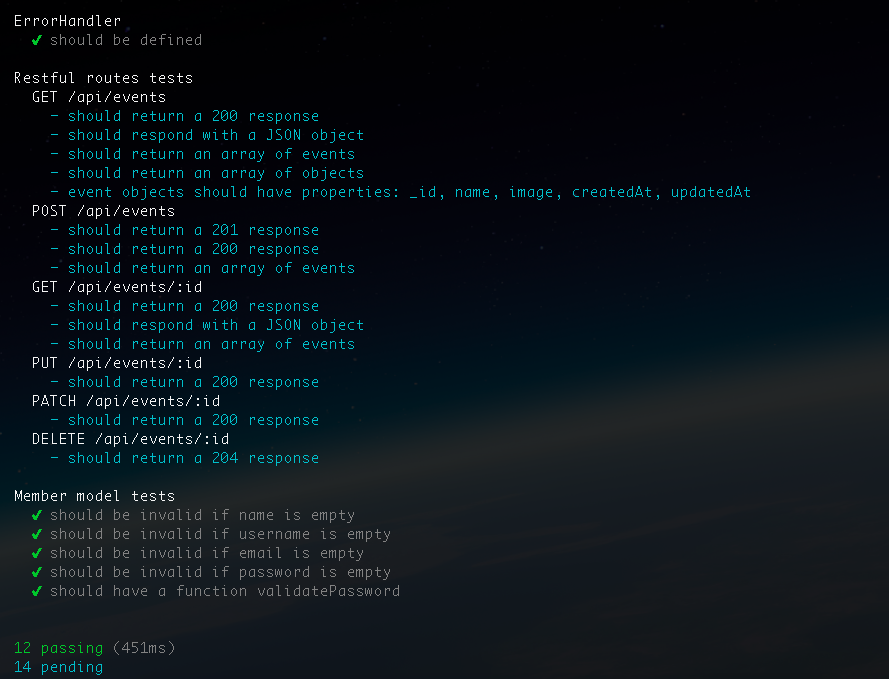 ErrorHandler
✔ should be defined
Restful routes tests
GET /api/events
- should return a 200 response
- should respond with a JSON object
- should return an array of events
- should return an array of objects
- event objects should have properties: _id, name, image, createdAt, updatedAt
POST /api/events
- should return a 201 response
- should return a 200 response
- should return an array of events
GET /api/events/:id
- should return a 200 response
- should respond with a JSON object
- should return an array of events
PUT /api/events/:id
- should return a 200 response
PATCH /api/events/:id
- should return a 200 response
DELETE /api/events/:id
- should return a 204 response
Member model tests
✔ should be invalid if name is empty
✔ should be invalid if username is empty
✔ should be invalid if email is empty
✔ should be invalid if password is empty
✔ should have a function validatePassword
12 passing (451ms)
14 pending